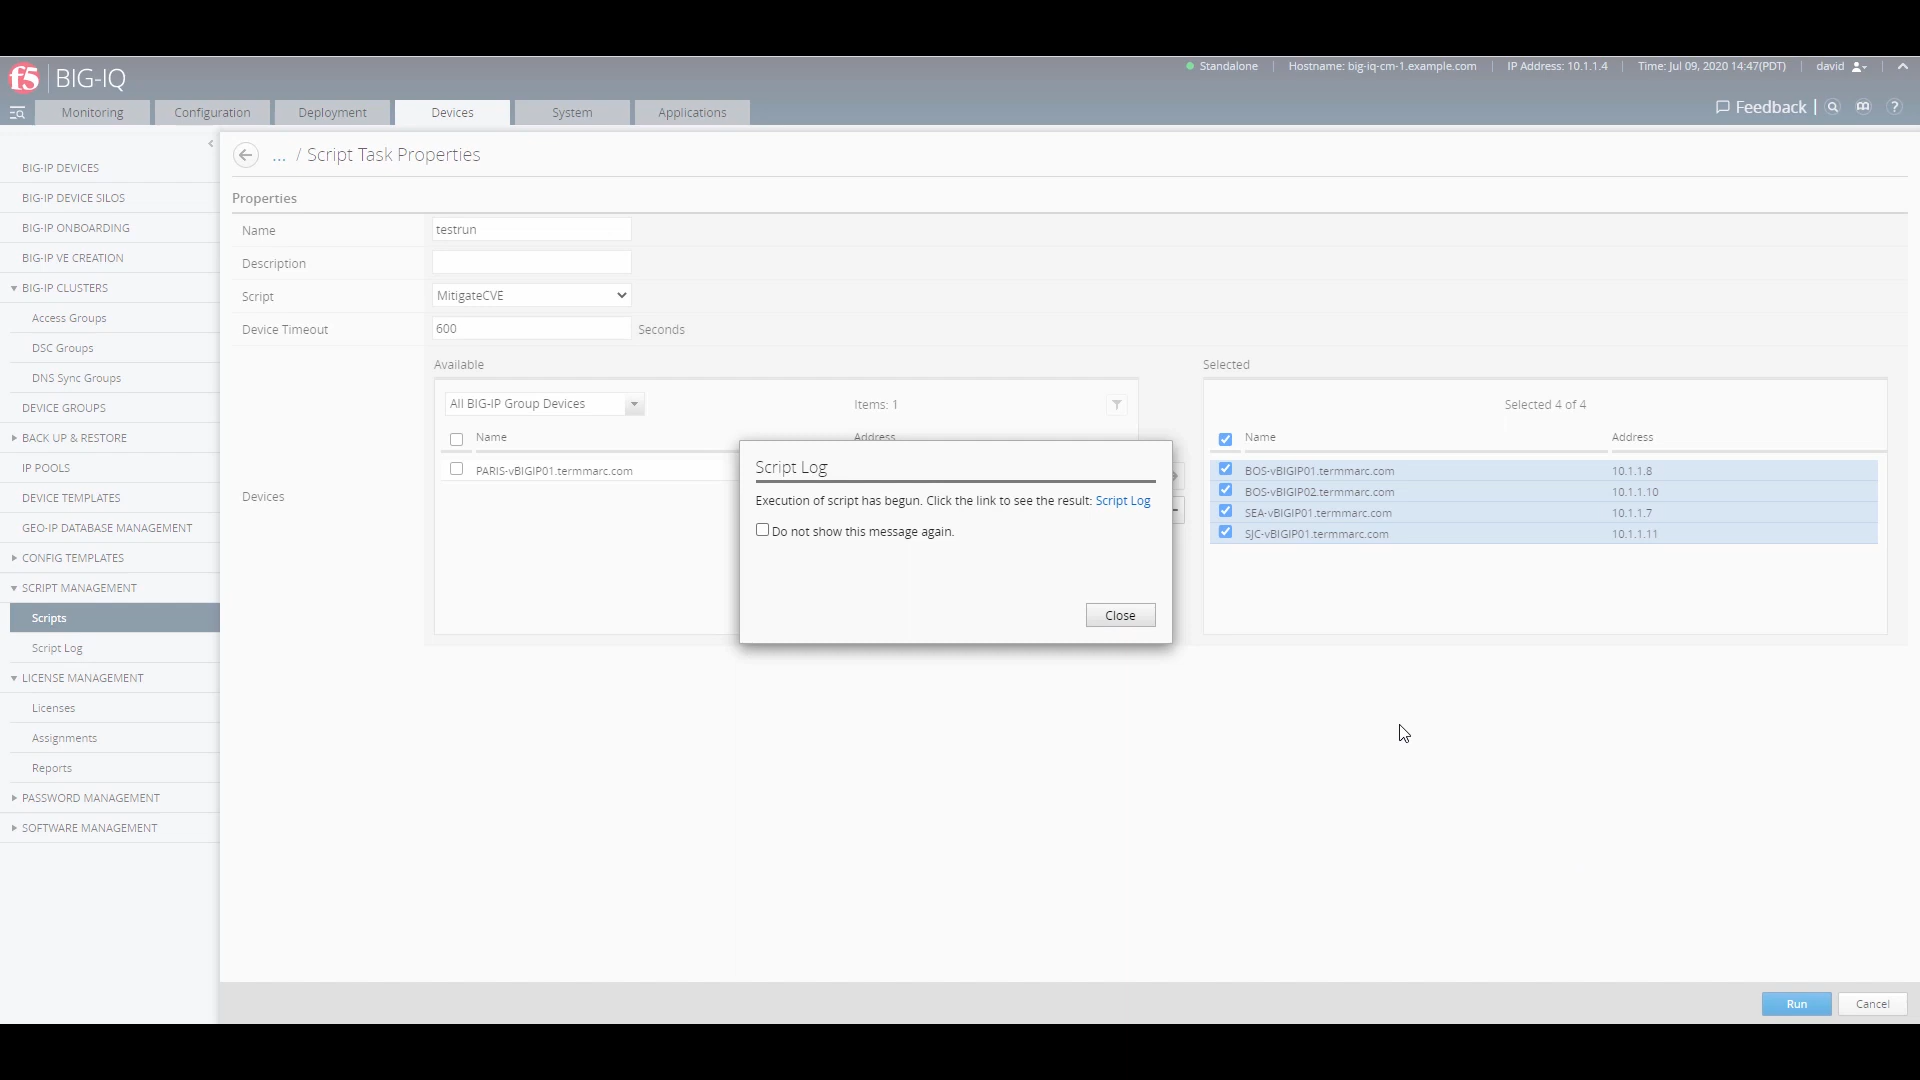 f5 BIG-IQ
Standalone Hostname: big-iq-cm-1.example.com IP Address: 10.1.1.4 Time: Jul 09, 2020 14:47(PDT) david
Monitoring Configuration Deployment Devices System Applications
Feedback
BIG-IP DEVICES
BIG-IP DEVICE SILOS
BIG-IP ONBOARDING
BIG-IP VE CREATION
BIG-IP CLUSTERS
Access Groups
DSC Groups
DNS Sync Groups
DEVICE GROUPS
BACK UP & RESTORE
IP POOLS
DEVICE TEMPLATES
GEO-IP DATABASE MANAGEMENT
CONFIG TEMPLATES
SCRIPT MANAGEMENT
Scripts
Script Log
LICENSE MANAGEMENT
Licenses
Assignments
Reports
PASSWORD MANAGEMENT
SOFTWARE MANAGEMENT
... / Script Task Properties
Properties
Name testrun
Description
Script MitigateCVE
Device Timeout 600 Seconds
Devices
Available
All BIG-IP Group Devices Items: 1
Name Address
PARIS-vBIGIP01.termmarc.com
Selected
Selected 4 of 4
Name Address
BOS-vBIGIP01.termmarc.com 10.1.1.8
BOS-vBIGIP02.termmarc.com 10.1.1.10
SEA-vBIGIP01.termmarc.com 10.1.1.7
SJC-vBIGIP01.termmarc.com 10.1.1.11
Script Log
Execution of script has begun. Click the link to see the result: Script Log
Do not show this message again.
Close
Run Cancel